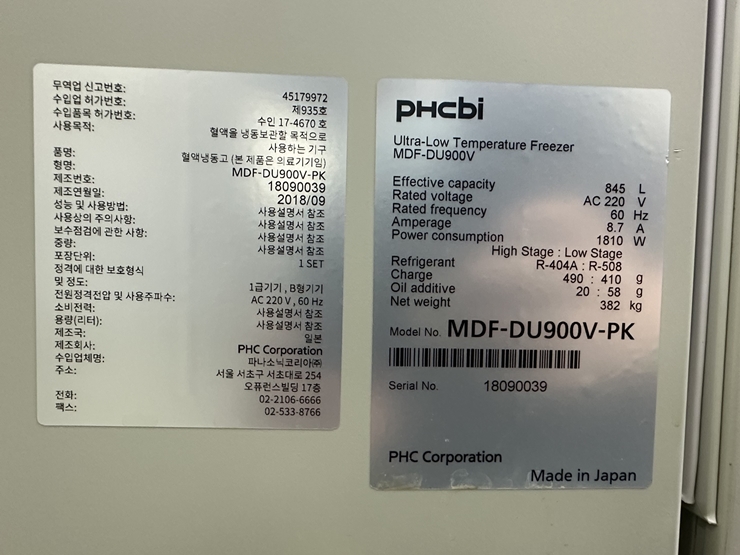 무역업 신고번호: 45179972
수입업 허가번호: 제935호
수입품목 허가번호: 수인 17-4670 호
사용목적: 혈액을 냉동보관할 목적으로
사용하는 기구
품명: 혈액냉동고 (본 제품은 의료기기임)
형명: MDF-DU900V-PK
제조번호: 18090039
제조연월일: 2018/09
성능 및 사용방법: 사용설명서 참조
사용상의 주의사항: 사용설명서 참조
보수점검에 관한 사항: 사용설명서 참조
중량: 사용설명서 참조
포장단위: 1 SET
정격에 대한 보호형식
및 정도: 1급기기 , B형기기
전원정격전압 및 사용주파수: AC 220 V , 60 Hz
소비전력: 사용설명서 참조
용량(리터): 사용설명서 참조
제조국: 일본
제조회사: PHC Corporation
수입업체명: 파나소닉코리아㈜
주소: 서울 서초구 서초대로 254
오퓨런스빌딩 17층
전화: 02-2106-6666
팩스: 02-533-8766
PHCbi
Ultra-Low Temperature Freezer
MDF-DU900V
Effective capacity 845 L
Rated voltage AC 220 V
Rated frequency 60 Hz
Amperage 8.7 A
Power consumption 1810 W
High Stage : Low Stage
Refrigerant R-404A : R-508
Charge 490 : 410 g
Oil additive 20 : 58 g
Net weight 382 kg
Model No. MDF-DU900V-PK
Serial No. 18090039
PHC Corporation
Made in Japan